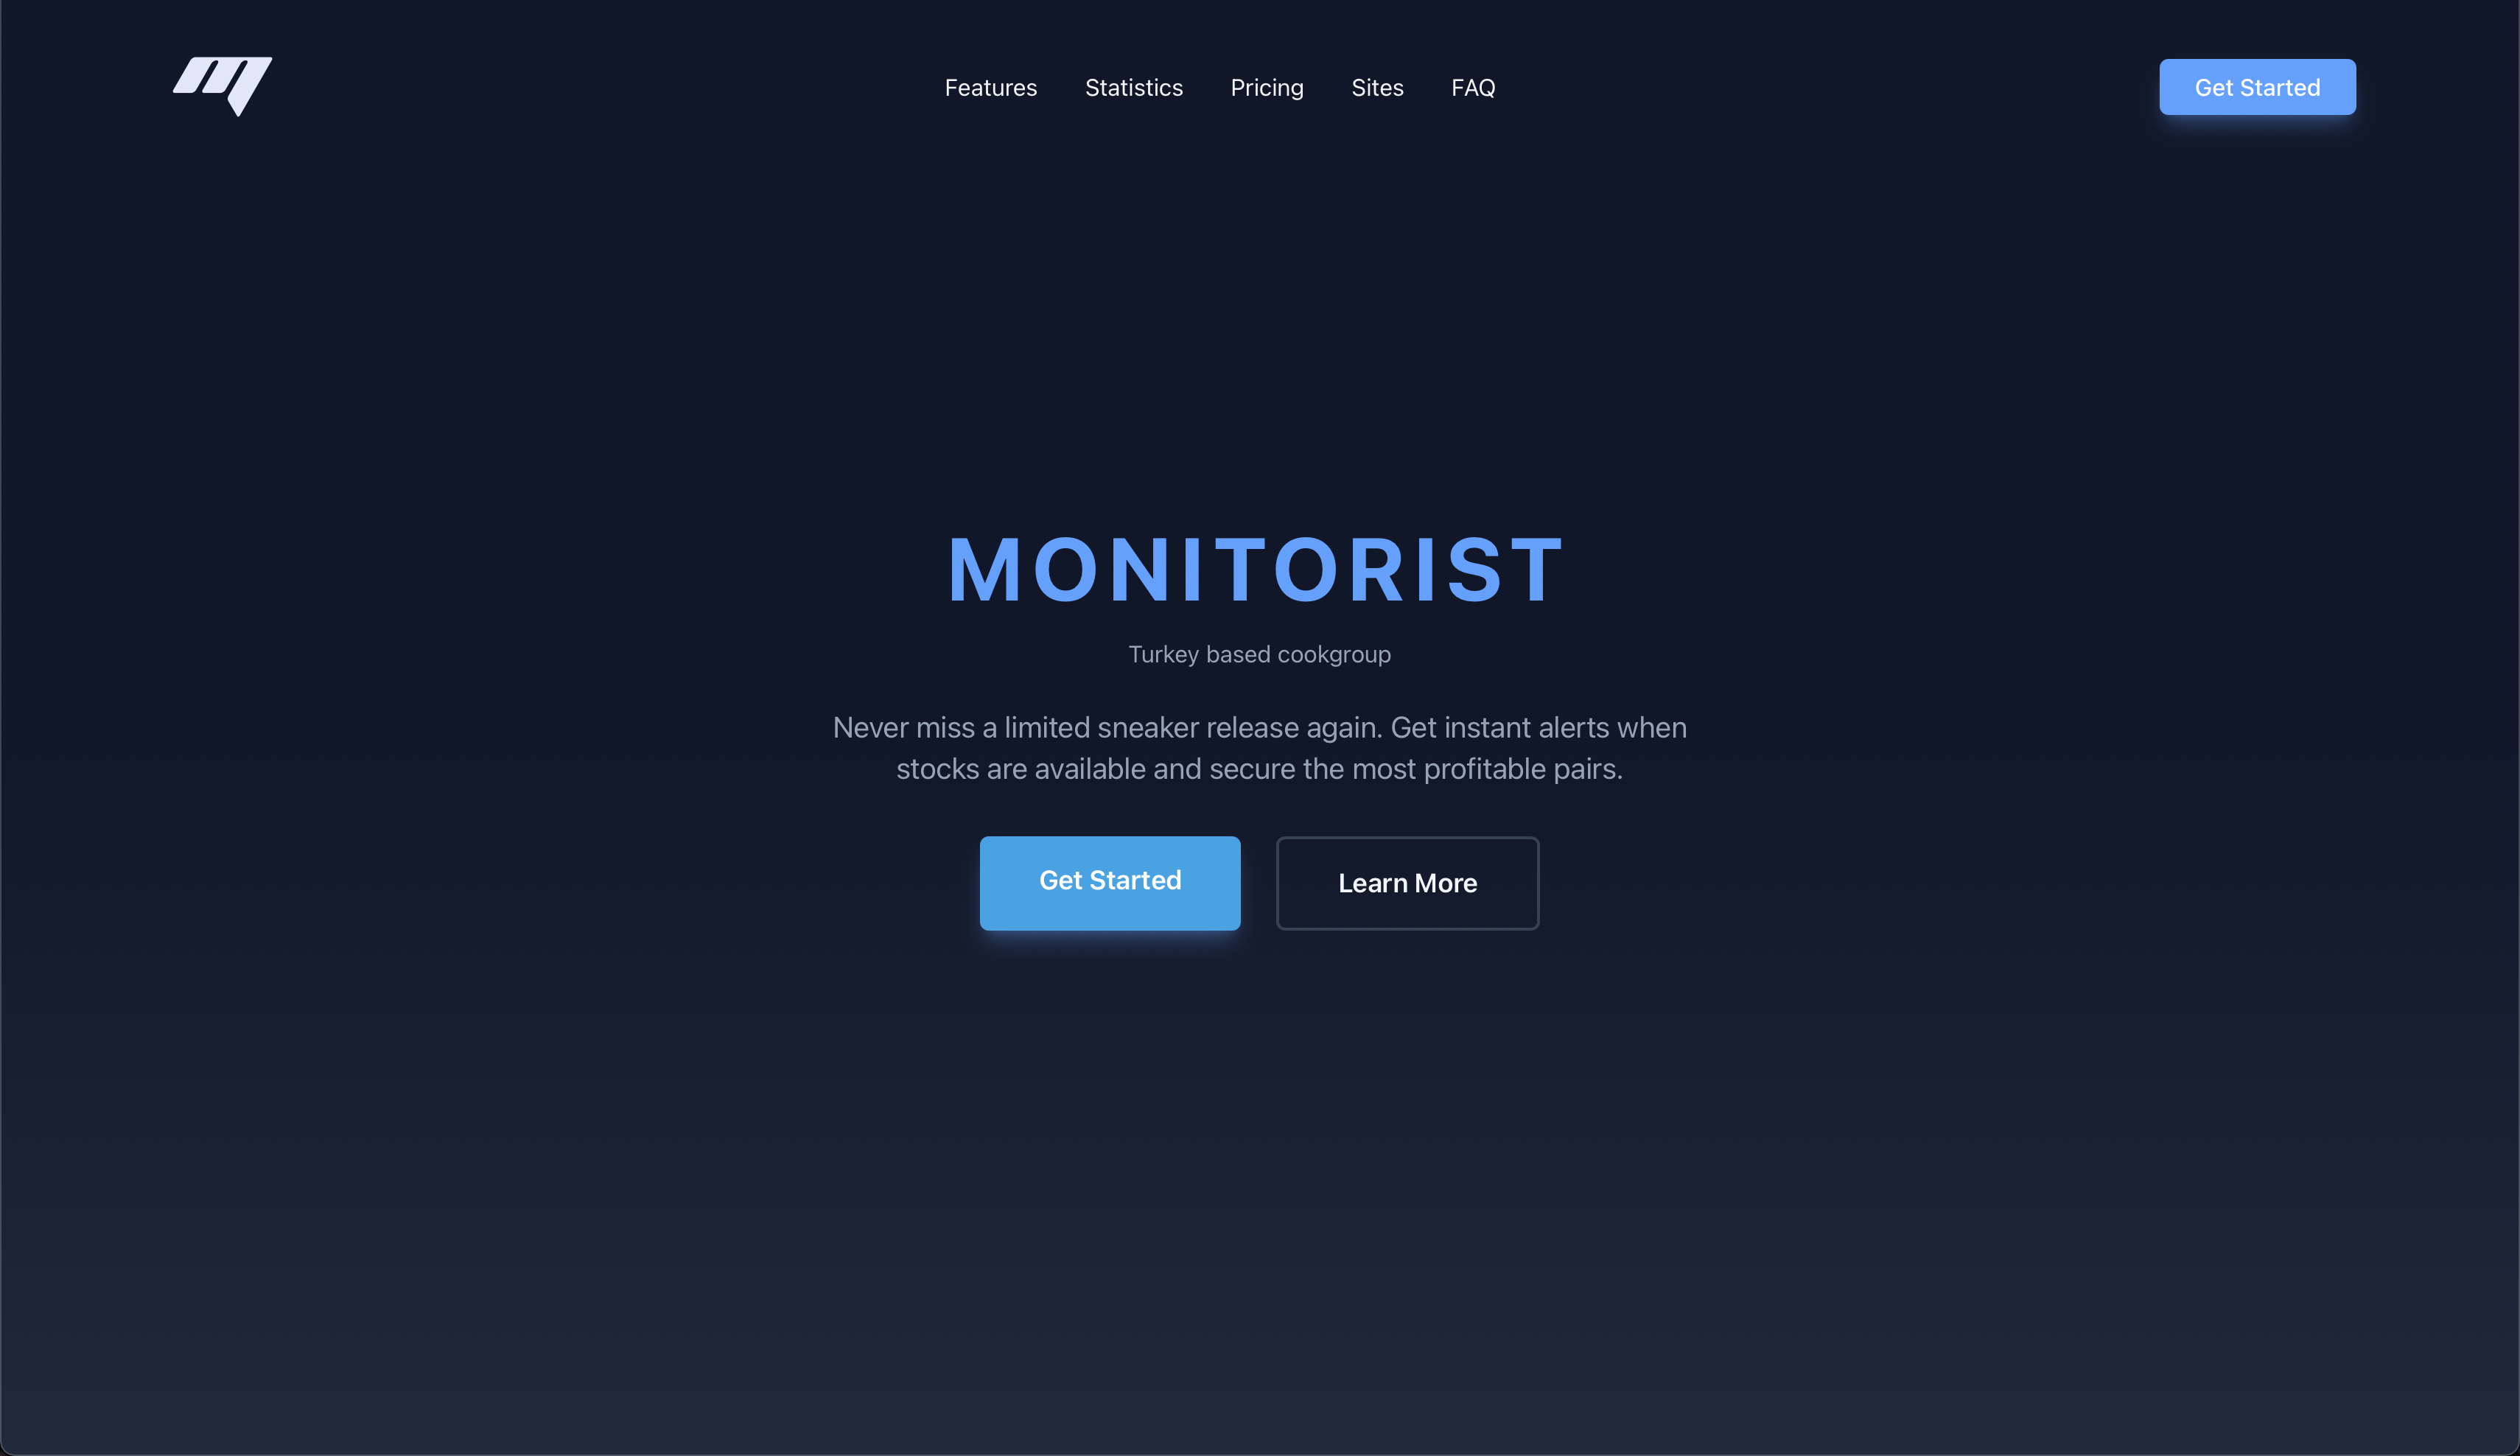 Features
Statistics
Pricing
Sites
FAQ
Get Started
MONITORIST
Turkey based cookgroup
Never miss a limited sneaker release again. Get instant alerts when
stocks are available and secure the most profitable pairs.
Get Started
Learn More